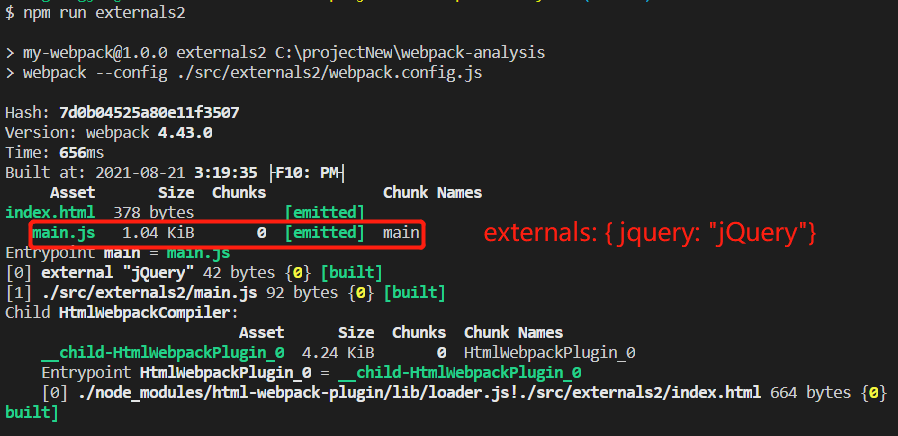 $ npm run externals2
> my-webpack@1.0.0 externals2 C:\projectNew\webpack-analysis
> webpack --config ./src/externals2/webpack.config.js
Hash: 7d0b04525a80e11f3507
Version: webpack 4.43.0
Time: 656ms
Built at: 2021-08-21 3:19:35 |F10: PM|
Asset Size Chunks Chunk Names
index.html 378 bytes [emitted]
main.js 1.04 KiB 0 [emitted] main
externals: { jquery: "jQuery"}
Entrypoint main = main.js
[0] external "jQuery" 42 bytes {0} [built]
[1] ./src/externals2/main.js 92 bytes {0} [built]
Child HtmlWebpackCompiler:
Asset Size Chunks Chunk Names
__child-HtmlWebpackPlugin_0 4.24 KiB 0 HtmlWebpackPlugin_0
Entrypoint HtmlWebpackPlugin_0 = __child-HtmlWebpackPlugin_0
[0] ./node_modules/html-webpack-plugin/lib/loader.js!./src/externals2/index.html 664 bytes {0}
built]